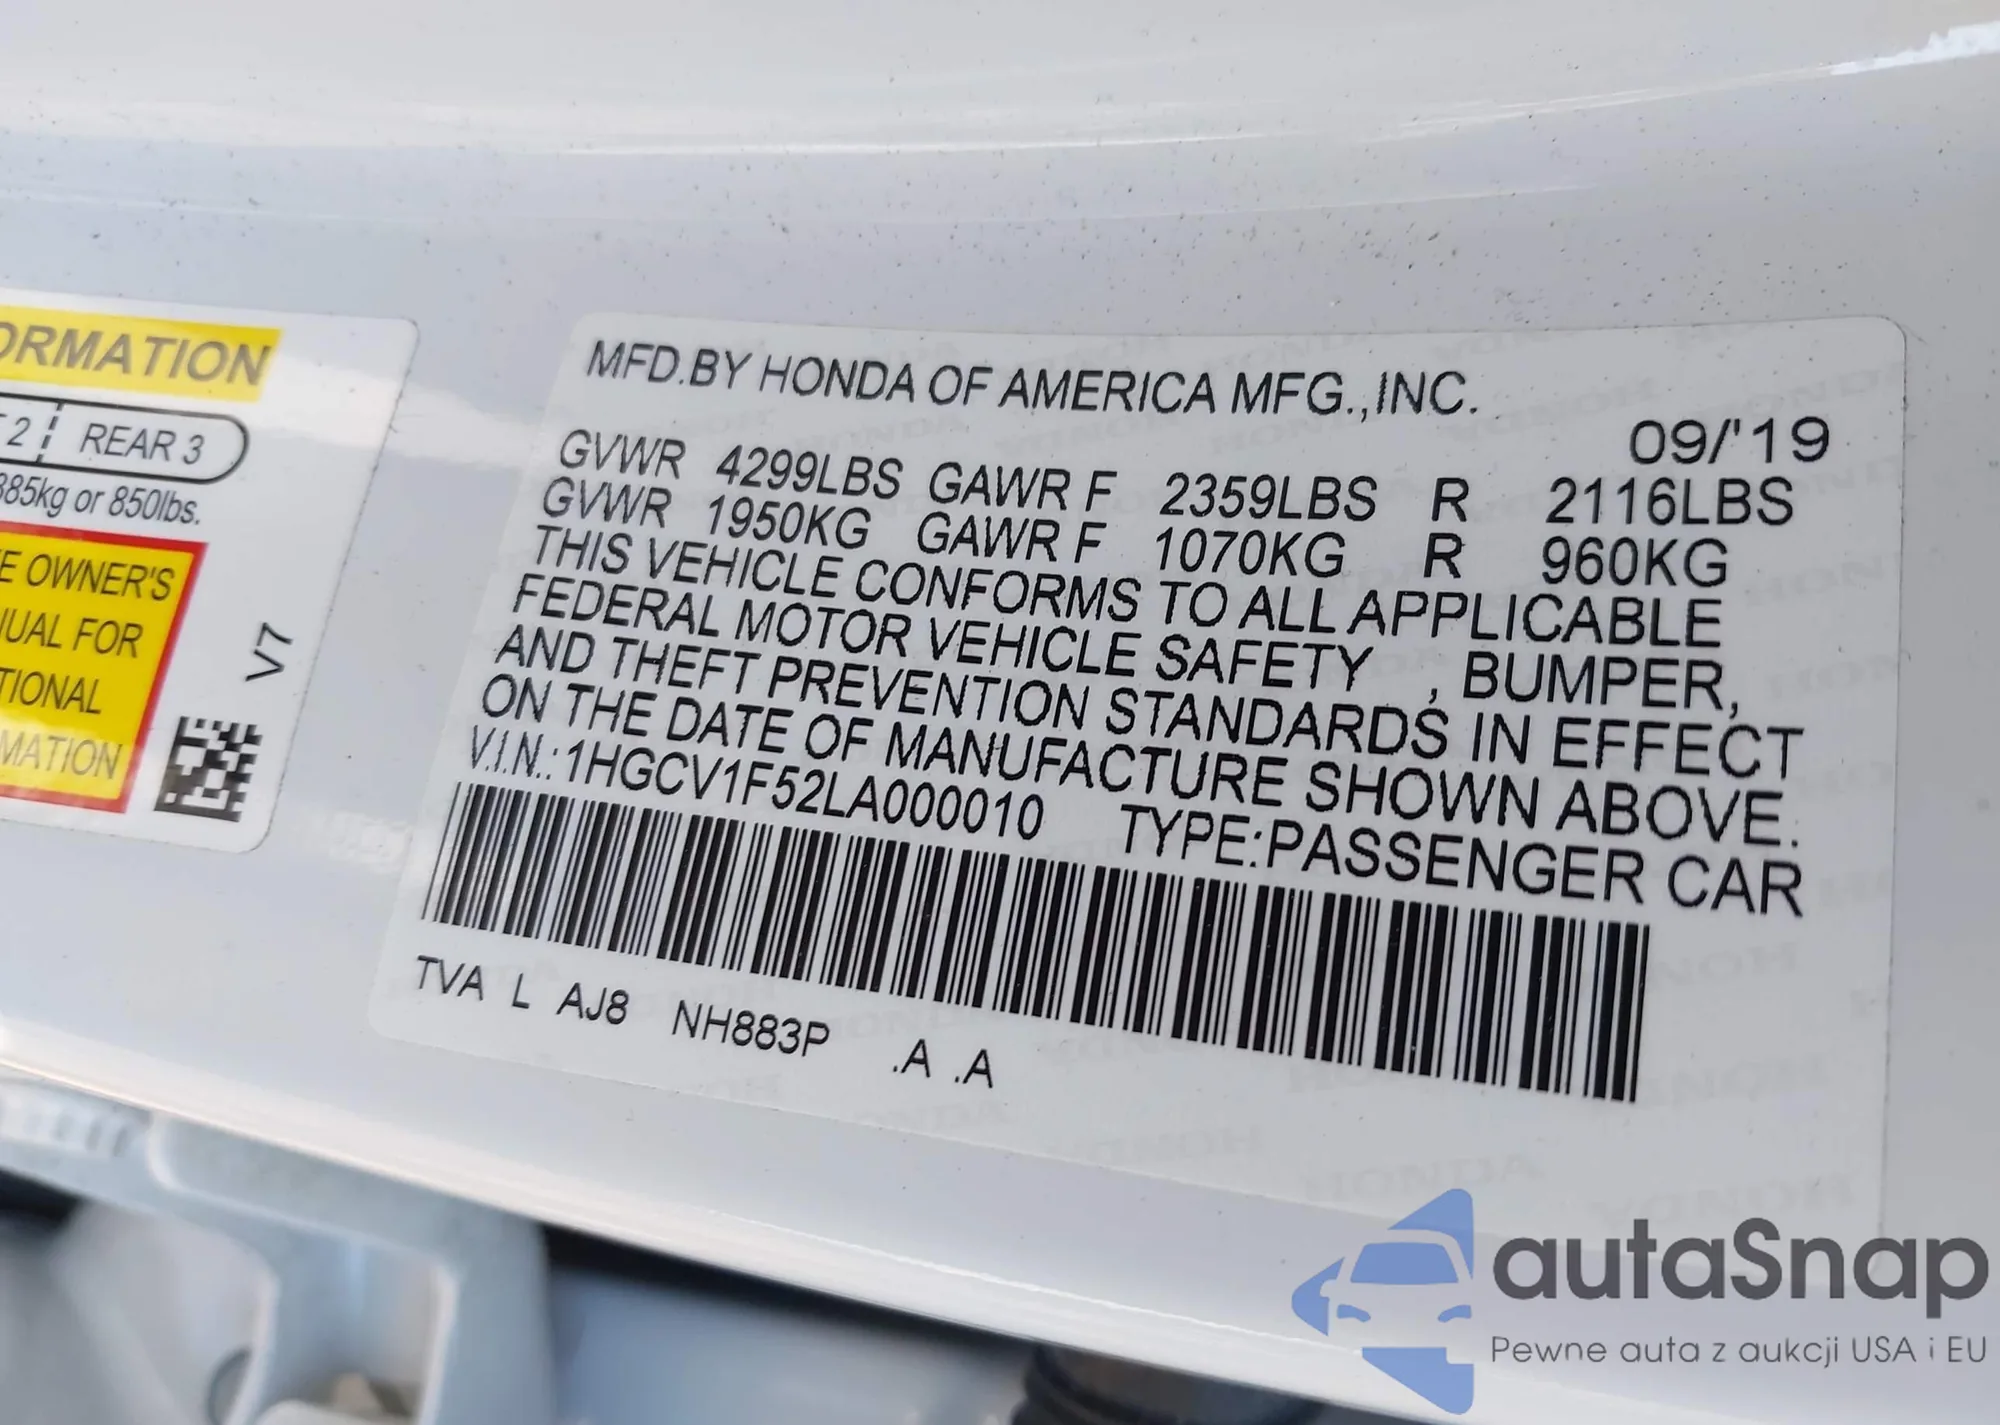 ORMATION
2 REAR 3
385kg or 850lbs.
E OWNER'S
UAL FOR
TIONAL
MATION
V7
MFD.BY HONDA OF AMERICA MFG.,INC.
09/'19
GVWR 4299LBS GAWR F 2359LBS R 2116LBS
GVWR 1950KG GAWR F 1070KG R 960KG
THIS VEHICLE CONFORMS TO ALL APPLICABLE
FEDERAL MOTOR VEHICLE SAFETY , BUMPER,
AND THEFT PREVENTION STANDARDS IN EFFECT
ON THE DATE OF MANUFACTURE SHOWN ABOVE.
V.I.N.:1HGCV1F52LA000010 TYPE:PASSENGER CAR
TVA L AJ8 NH883P .A .A
autaSnap
Pewne auta z aukcji USA i EU